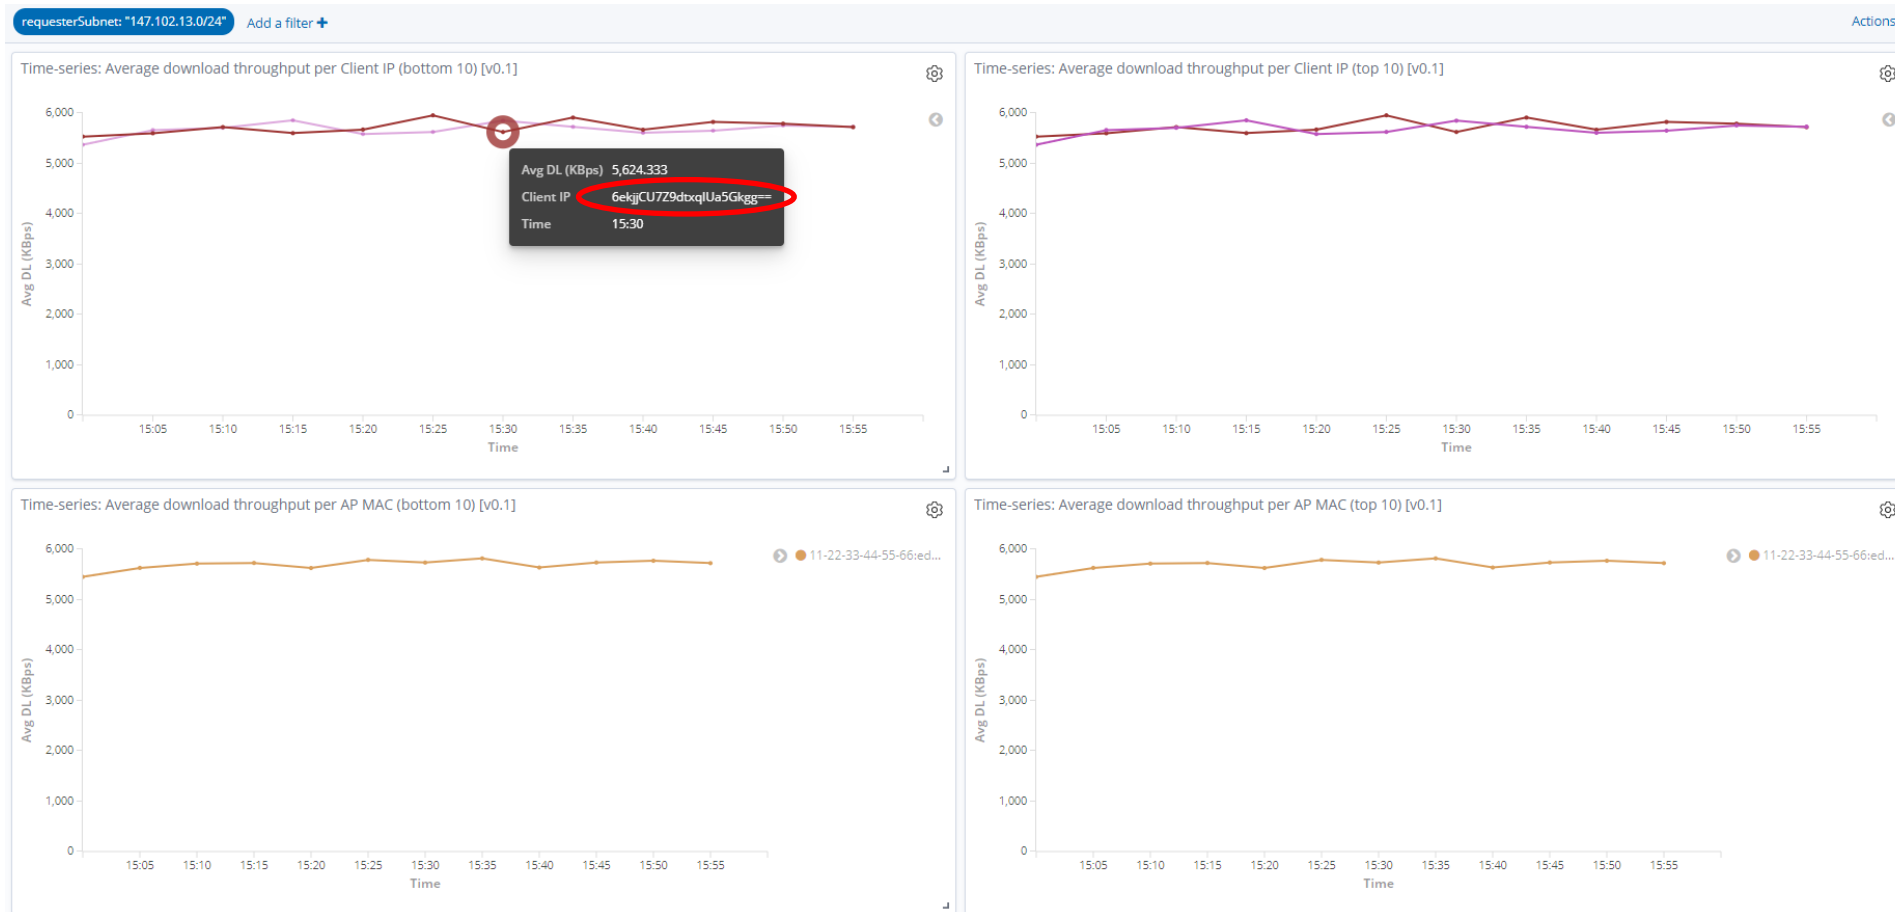 requesterSubnet: "147.102.13.0/24" Add a filter + Actions
Time-series: Average download throughput per Client IP (bottom 10) [v0.1]
6,000
5,000
4,000
3,000
2,000
1,000
0
Avg DL (KBps)
15:05 15:10 15:15 15:20 15:25 15:30 15:35 15:40 15:45 15:50 15:55
Time
Avg DL (KBps) 5,624.333
Client IP 6ekjjCU7Z9dtxqIUa5Gkgg==
Time 15:30
Time-series: Average download throughput per Client IP (top 10) [v0.1]
6,000
5,000
4,000
3,000
2,000
1,000
0
Avg DL (KBps)
15:05 15:10 15:15 15:20 15:25 15:30 15:35 15:40 15:45 15:50 15:55
Time
Time-series: Average download throughput per AP MAC (bottom 10) [v0.1]
6,000
5,000
4,000
3,000
2,000
1,000
0
Avg DL (KBps)
15:05 15:10 15:15 15:20 15:25 15:30 15:35 15:40 15:45 15:50 15:55
Time
11-22-33-44-55-66:ed...
Time-series: Average download throughput per AP MAC (top 10) [v0.1]
6,000
5,000
4,000
3,000
2,000
1,000
0
Avg DL (KBps)
15:05 15:10 15:15 15:20 15:25 15:30 15:35 15:40 15:45 15:50 15:55
Time
11-22-33-44-55-66:ed...